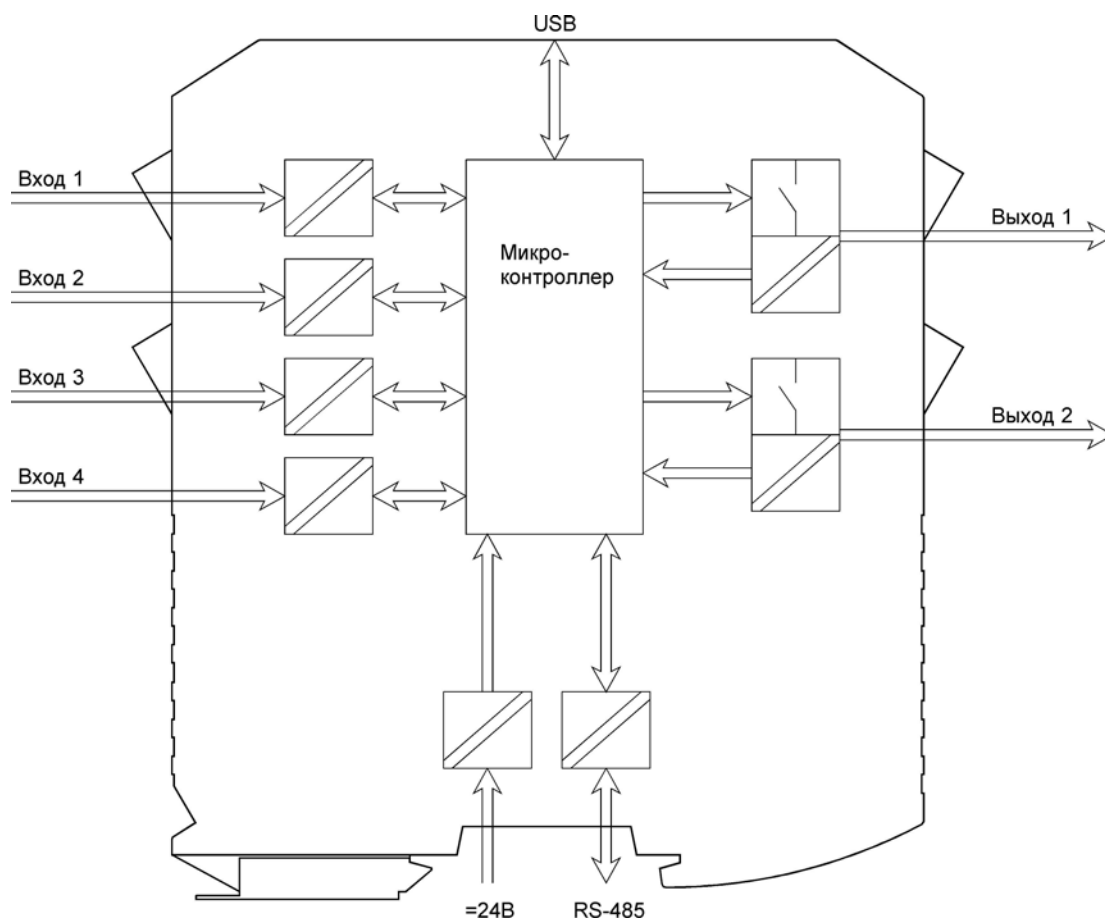 USB
Вход 1
Вход 2
Вход 3
Вход 4
Микро-
контроллер
Выход 1
Выход 2
=24В
RS-485